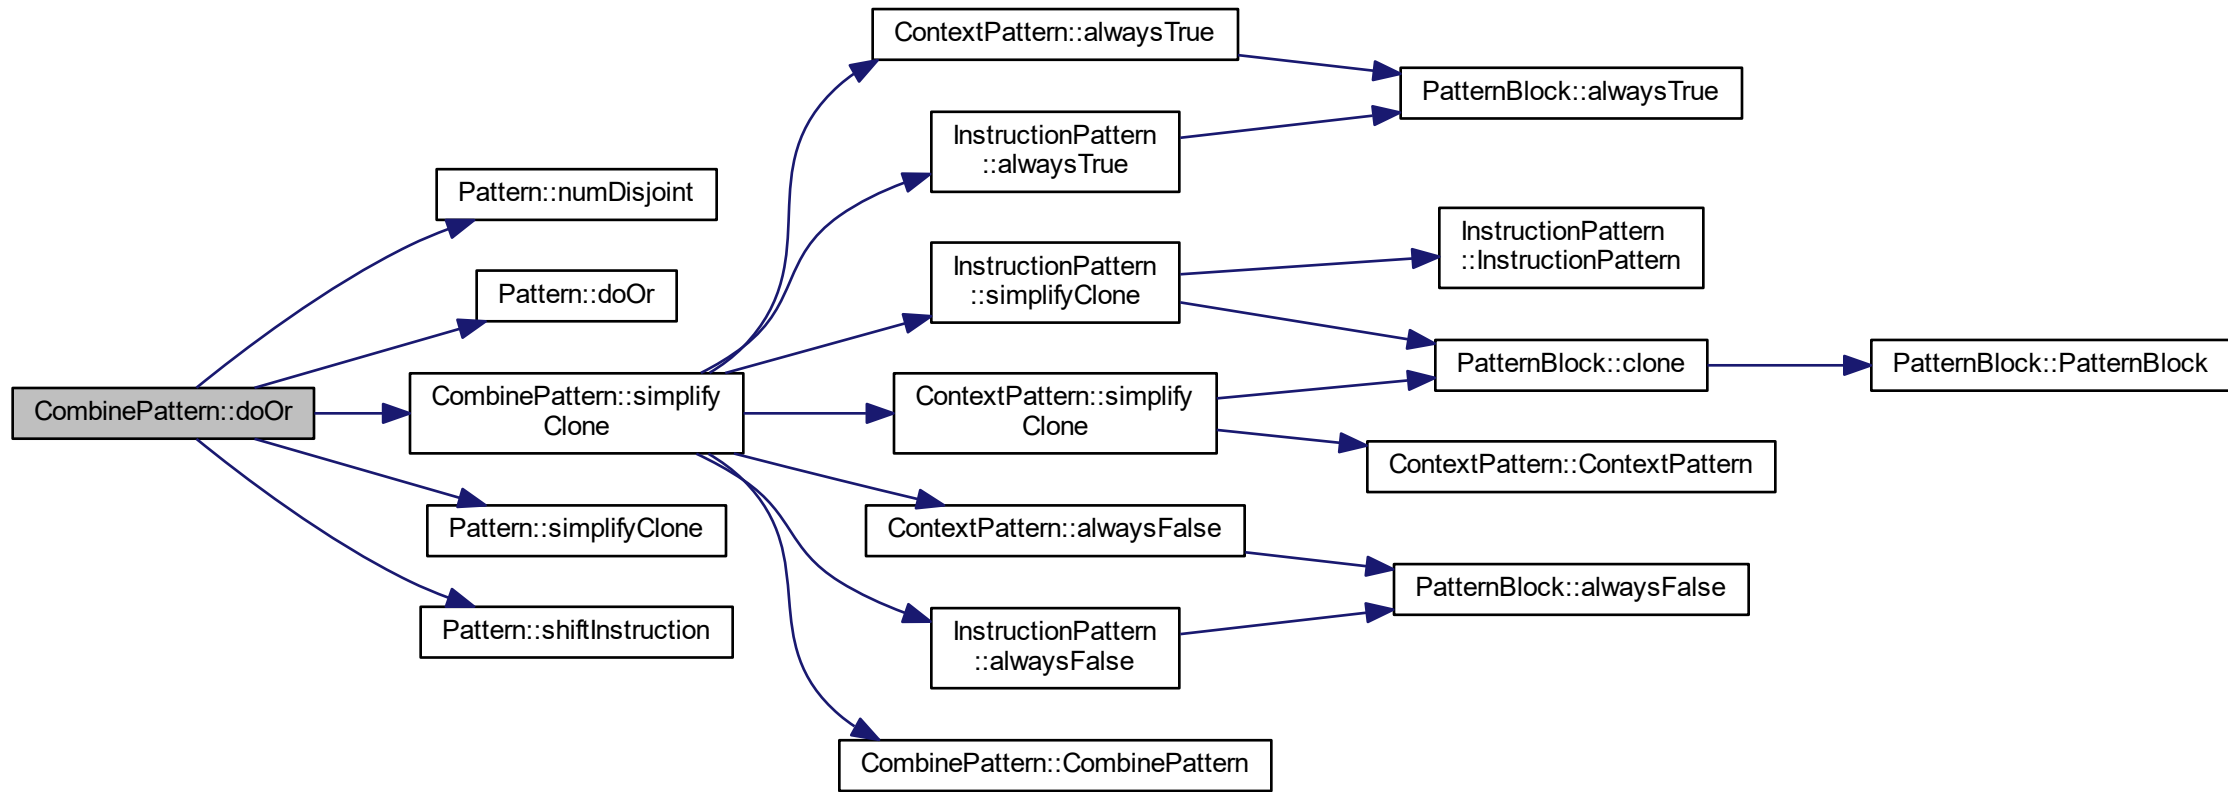 CombinePattern::doOr
Pattern::numDisjoint
Pattern::doOr
CombinePattern::simplify
Clone
Pattern::simplifyClone
Pattern::shiftInstruction
ContextPattern::alwaysTrue
InstructionPattern
::alwaysTrue
InstructionPattern
::simplifyClone
ContextPattern::simplify
Clone
ContextPattern::alwaysFalse
InstructionPattern
::alwaysFalse
CombinePattern::CombinePattern
PatternBlock::alwaysTrue
InstructionPattern
::InstructionPattern
PatternBlock::clone
ContextPattern::ContextPattern
PatternBlock::alwaysFalse
PatternBlock::PatternBlock